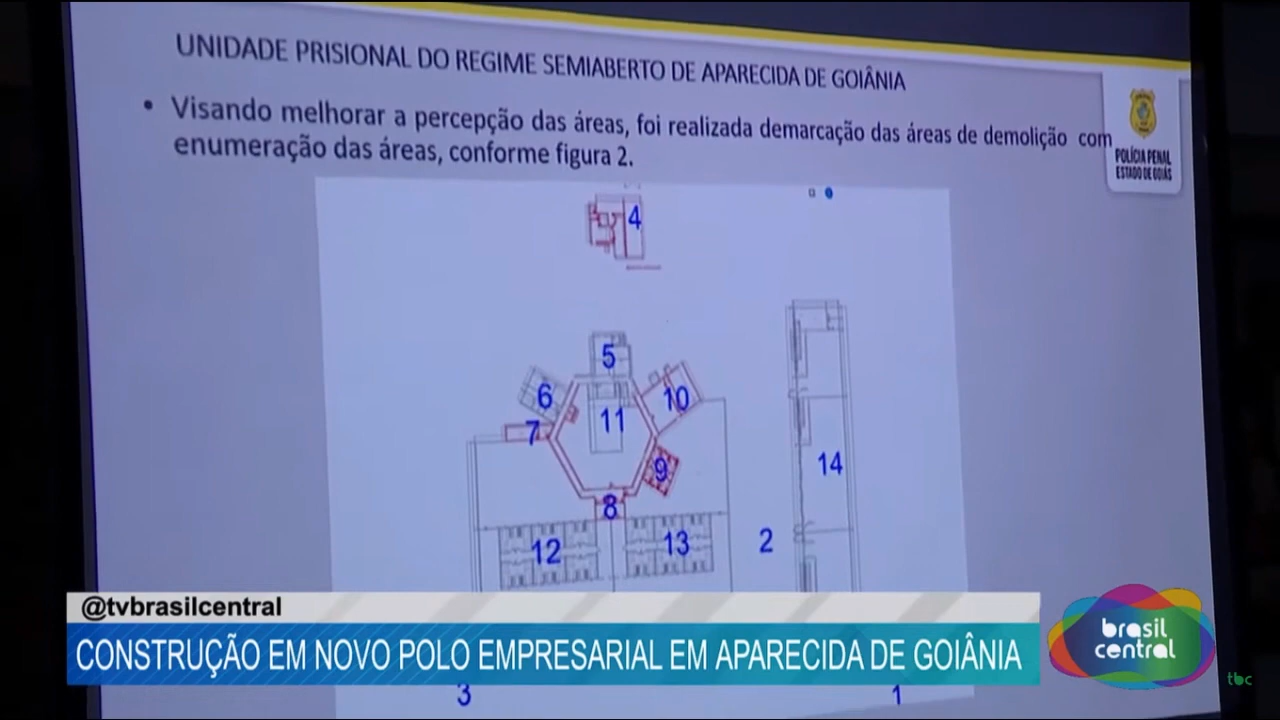 UNIDADE PRISIONAL DO REGIME SEMIABERTO DE APARECIDA DE GOIÂNIA
• Visando melhorar a percepção das áreas, foi realizada demarcação das áreas de demolição com
enumeração das áreas, conforme figura 2.
POLÍCIA PENAL
ESTADO DE GOIÁS
4
5
6
10
11
7
9
14
8
12
13
2
@tvbrasilcentral
CONSTRUÇÃO EM NOVO POLO EMPRESARIAL EM APARECIDA DE GOIÂNIA
brasil
central
tbc
3
1